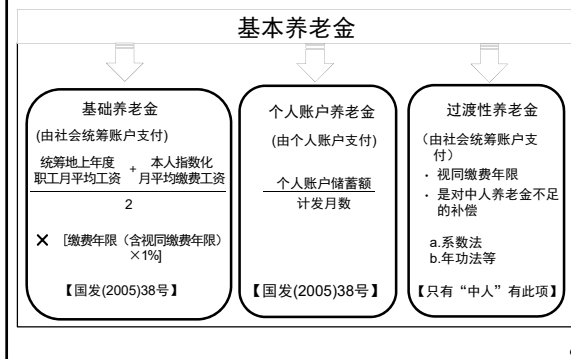 基本养老金
基础养老金
(由社会统筹账户支付)
统筹地上年度 + 本人指数化
职工月平均工资 月平均缴费工资
2
× [缴费年限(含视同缴费年限)
×1%]
【国发(2005)38号】
个人账户养老金
(由个人账户支付)
个人账户储蓄额
计发月数
【国发(2005)38号】
过渡性养老金
(由社会统筹账户支
付)
· 视同缴费年限
· 是对中人养老金不足
的补偿
a.系数法
b.年功法等
【只有“中人”有此项】